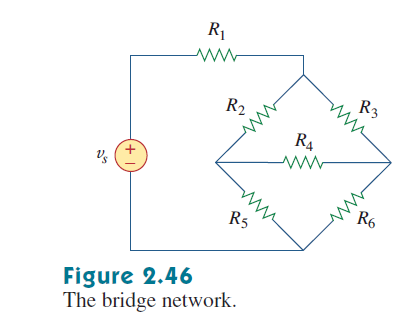 R1
R2
R3
vs
+
R4
R5
R6
Figure 2.46
The bridge network.